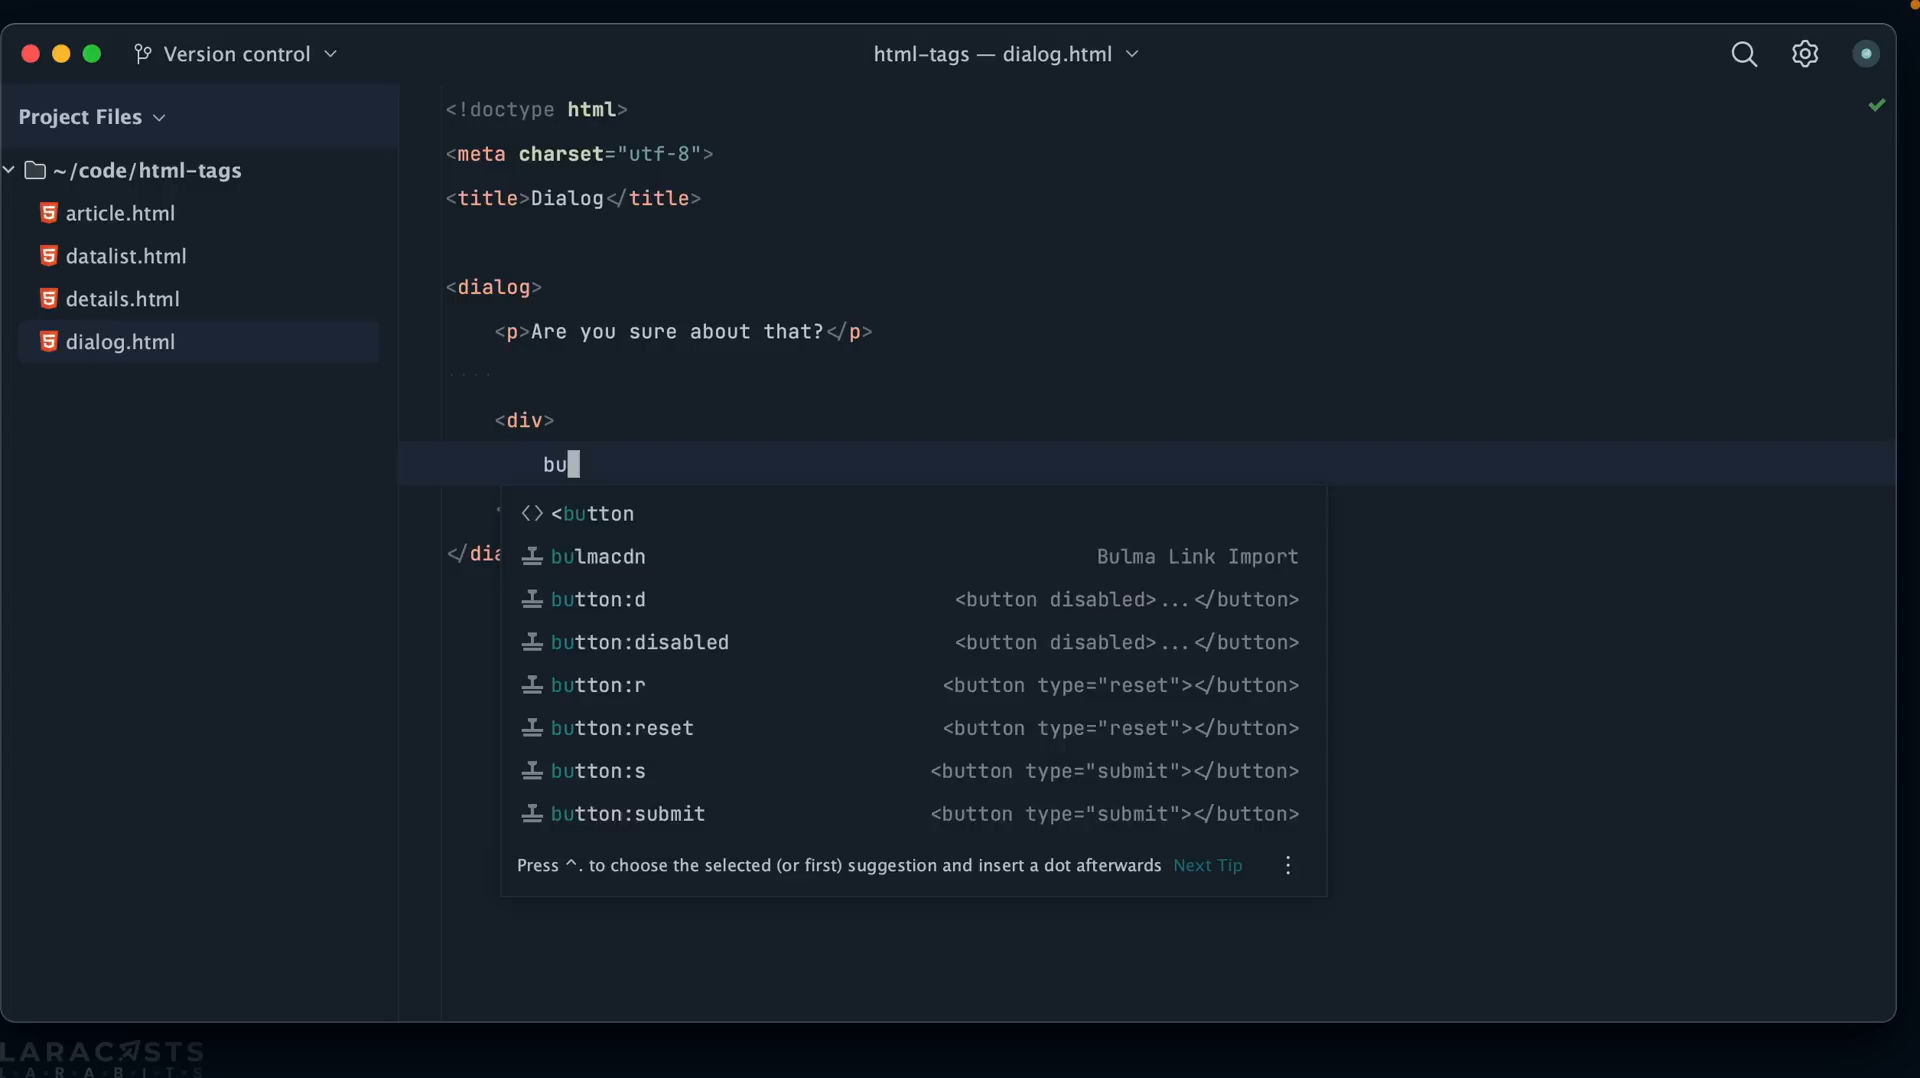 Version control
html-tags — dialog.html
Project Files
~/code/html-tags
article.html
datalist.html
details.html
dialog.html
<!doctype html>
<meta charset="utf-8">
<title>Dialog</title>
<dialog>
<p>Are you sure about that?</p>
<div>
bu
</dia
<button
bulmacdn Bulma Link Import
button:d <button disabled>...</button>
button:disabled <button disabled>...</button>
button:r <button type="reset"></button>
button:reset <button type="reset"></button>
button:s <button type="submit"></button>
button:submit <button type="submit"></button>
Press ^. to choose the selected (or first) suggestion and insert a dot afterwards Next Tip
LARACASTS
LARABITS